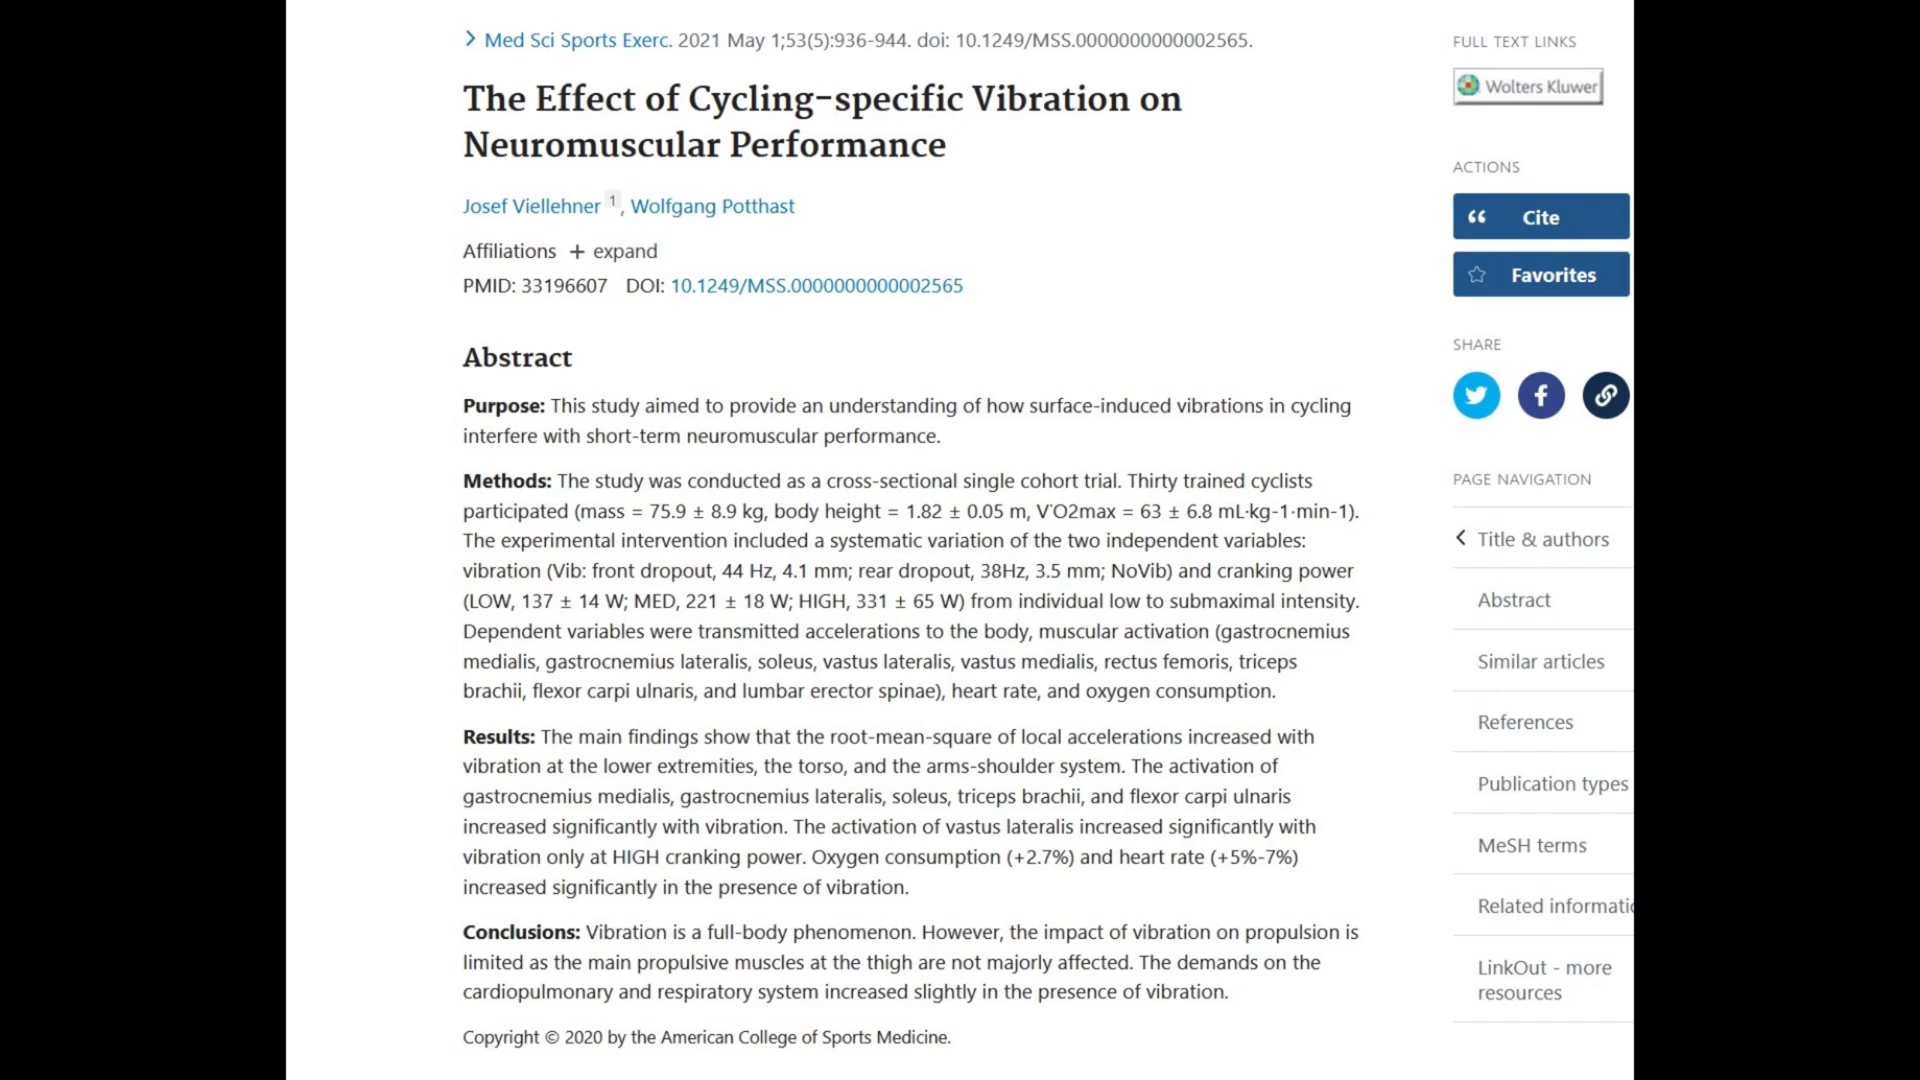 Med Sci Sports Exerc. 2021 May 1;53(5):936-944. doi: 10.1249/MSS.0000000000002565.
The Effect of Cycling-specific Vibration on
Neuromuscular Performance
Josef Viellehner 1, Wolfgang Potthast
Affiliations + expand
PMID: 33196607 DOI: 10.1249/MSS.0000000000002565
Abstract
Purpose: This study aimed to provide an understanding of how surface-induced vibrations in cycling
interfere with short-term neuromuscular performance.
Methods: The study was conducted as a cross-sectional single cohort trial. Thirty trained cyclists
participated (mass = 75.9 ± 8.9 kg, body height = 1.82 ± 0.05 m, V˙O2max = 63 ± 6.8 mL·kg-1·min-1).
The experimental intervention included a systematic variation of the two independent variables:
vibration (Vib: front dropout, 44 Hz, 4.1 mm; rear dropout, 38Hz, 3.5 mm; NoVib) and cranking power
(LOW, 137 ± 14 W; MED, 221 ± 18 W; HIGH, 331 ± 65 W) from individual low to submaximal intensity.
Dependent variables were transmitted accelerations to the body, muscular activation (gastrocnemius
medialis, gastrocnemius lateralis, soleus, vastus lateralis, vastus medialis, rectus femoris, triceps
brachii, flexor carpi ulnaris, and lumbar erector spinae), heart rate, and oxygen consumption.
Results: The main findings show that the root-mean-square of local accelerations increased with
vibration at the lower extremities, the torso, and the arms-shoulder system. The activation of
gastrocnemius medialis, gastrocnemius lateralis, soleus, triceps brachii, and flexor carpi ulnaris
increased significantly with vibration. The activation of vastus lateralis increased significantly with
vibration only at HIGH cranking power. Oxygen consumption (+2.7%) and heart rate (+5%-7%)
increased significantly in the presence of vibration.
Conclusions: Vibration is a full-body phenomenon. However, the impact of vibration on propulsion is
limited as the main propulsive muscles at the thigh are not majorly affected. The demands on the
cardiopulmonary and respiratory system increased slightly in the presence of vibration.
Copyright © 2020 by the American College of Sports Medicine.
FULL TEXT LINKS
Wolters Kluwer
ACTIONS
Cite
Favorites
SHARE
PAGE NAVIGATION
Title & authors
Abstract
Similar articles
References
Publication types
MeSH terms
Related informatic
LinkOut - more
resources